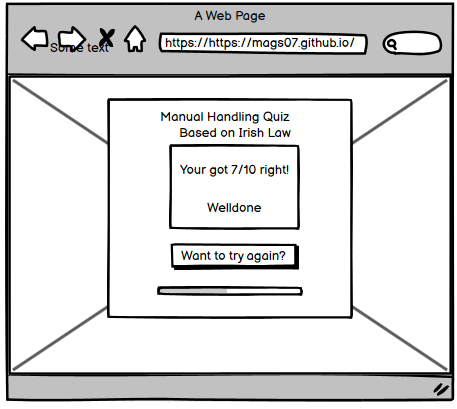 A Web Page
Some text
https://https://mags07.github.io/
Manual Handling Quiz
Based on Irish Law
Your got 7/10 right!
Welldone
Want to try again?